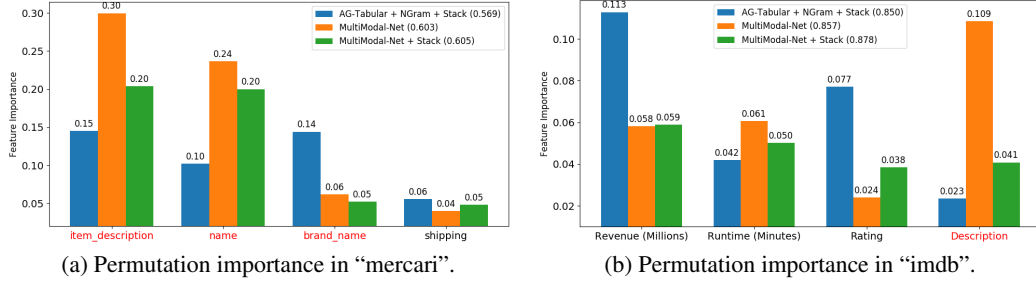 0.30
0.25
0.20
0.15
0.10
0.05
Feature Importance
AG-Tabular + NGram + Stack (0.569)
MultiModal-Net (0.603)
MultiModal-Net + Stack (0.605)
0.15
0.30
0.20
0.10
0.24
0.20
0.14
0.06
0.05
0.06
0.04
0.05
item_description name brand_name shipping
(a) Permutation importance in “mercari”.
0.10
0.08
0.06
0.04
0.02
Feature Importance
AG-Tabular + NGram + Stack (0.850)
MultiModal-Net (0.857)
MultiModal-Net + Stack (0.878)
0.113
0.058
0.059
0.042
0.061
0.050
0.077
0.024
0.038
0.023
0.109
0.041
Revenue (Millions) Runtime (Minutes) Rating Description
(b) Permutation importance in “imdb”.